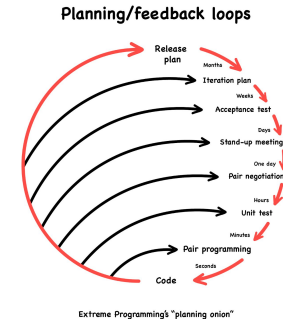 Planning/feedback loops
Release
plan
Months
Iteration plan
Weeks
Acceptance test
Days
Stand-up meeting
One day
Pair negotiation
Hours
Unit test
Minutes
Pair programming
Seconds
Code
Extreme Programming's "planning onion"